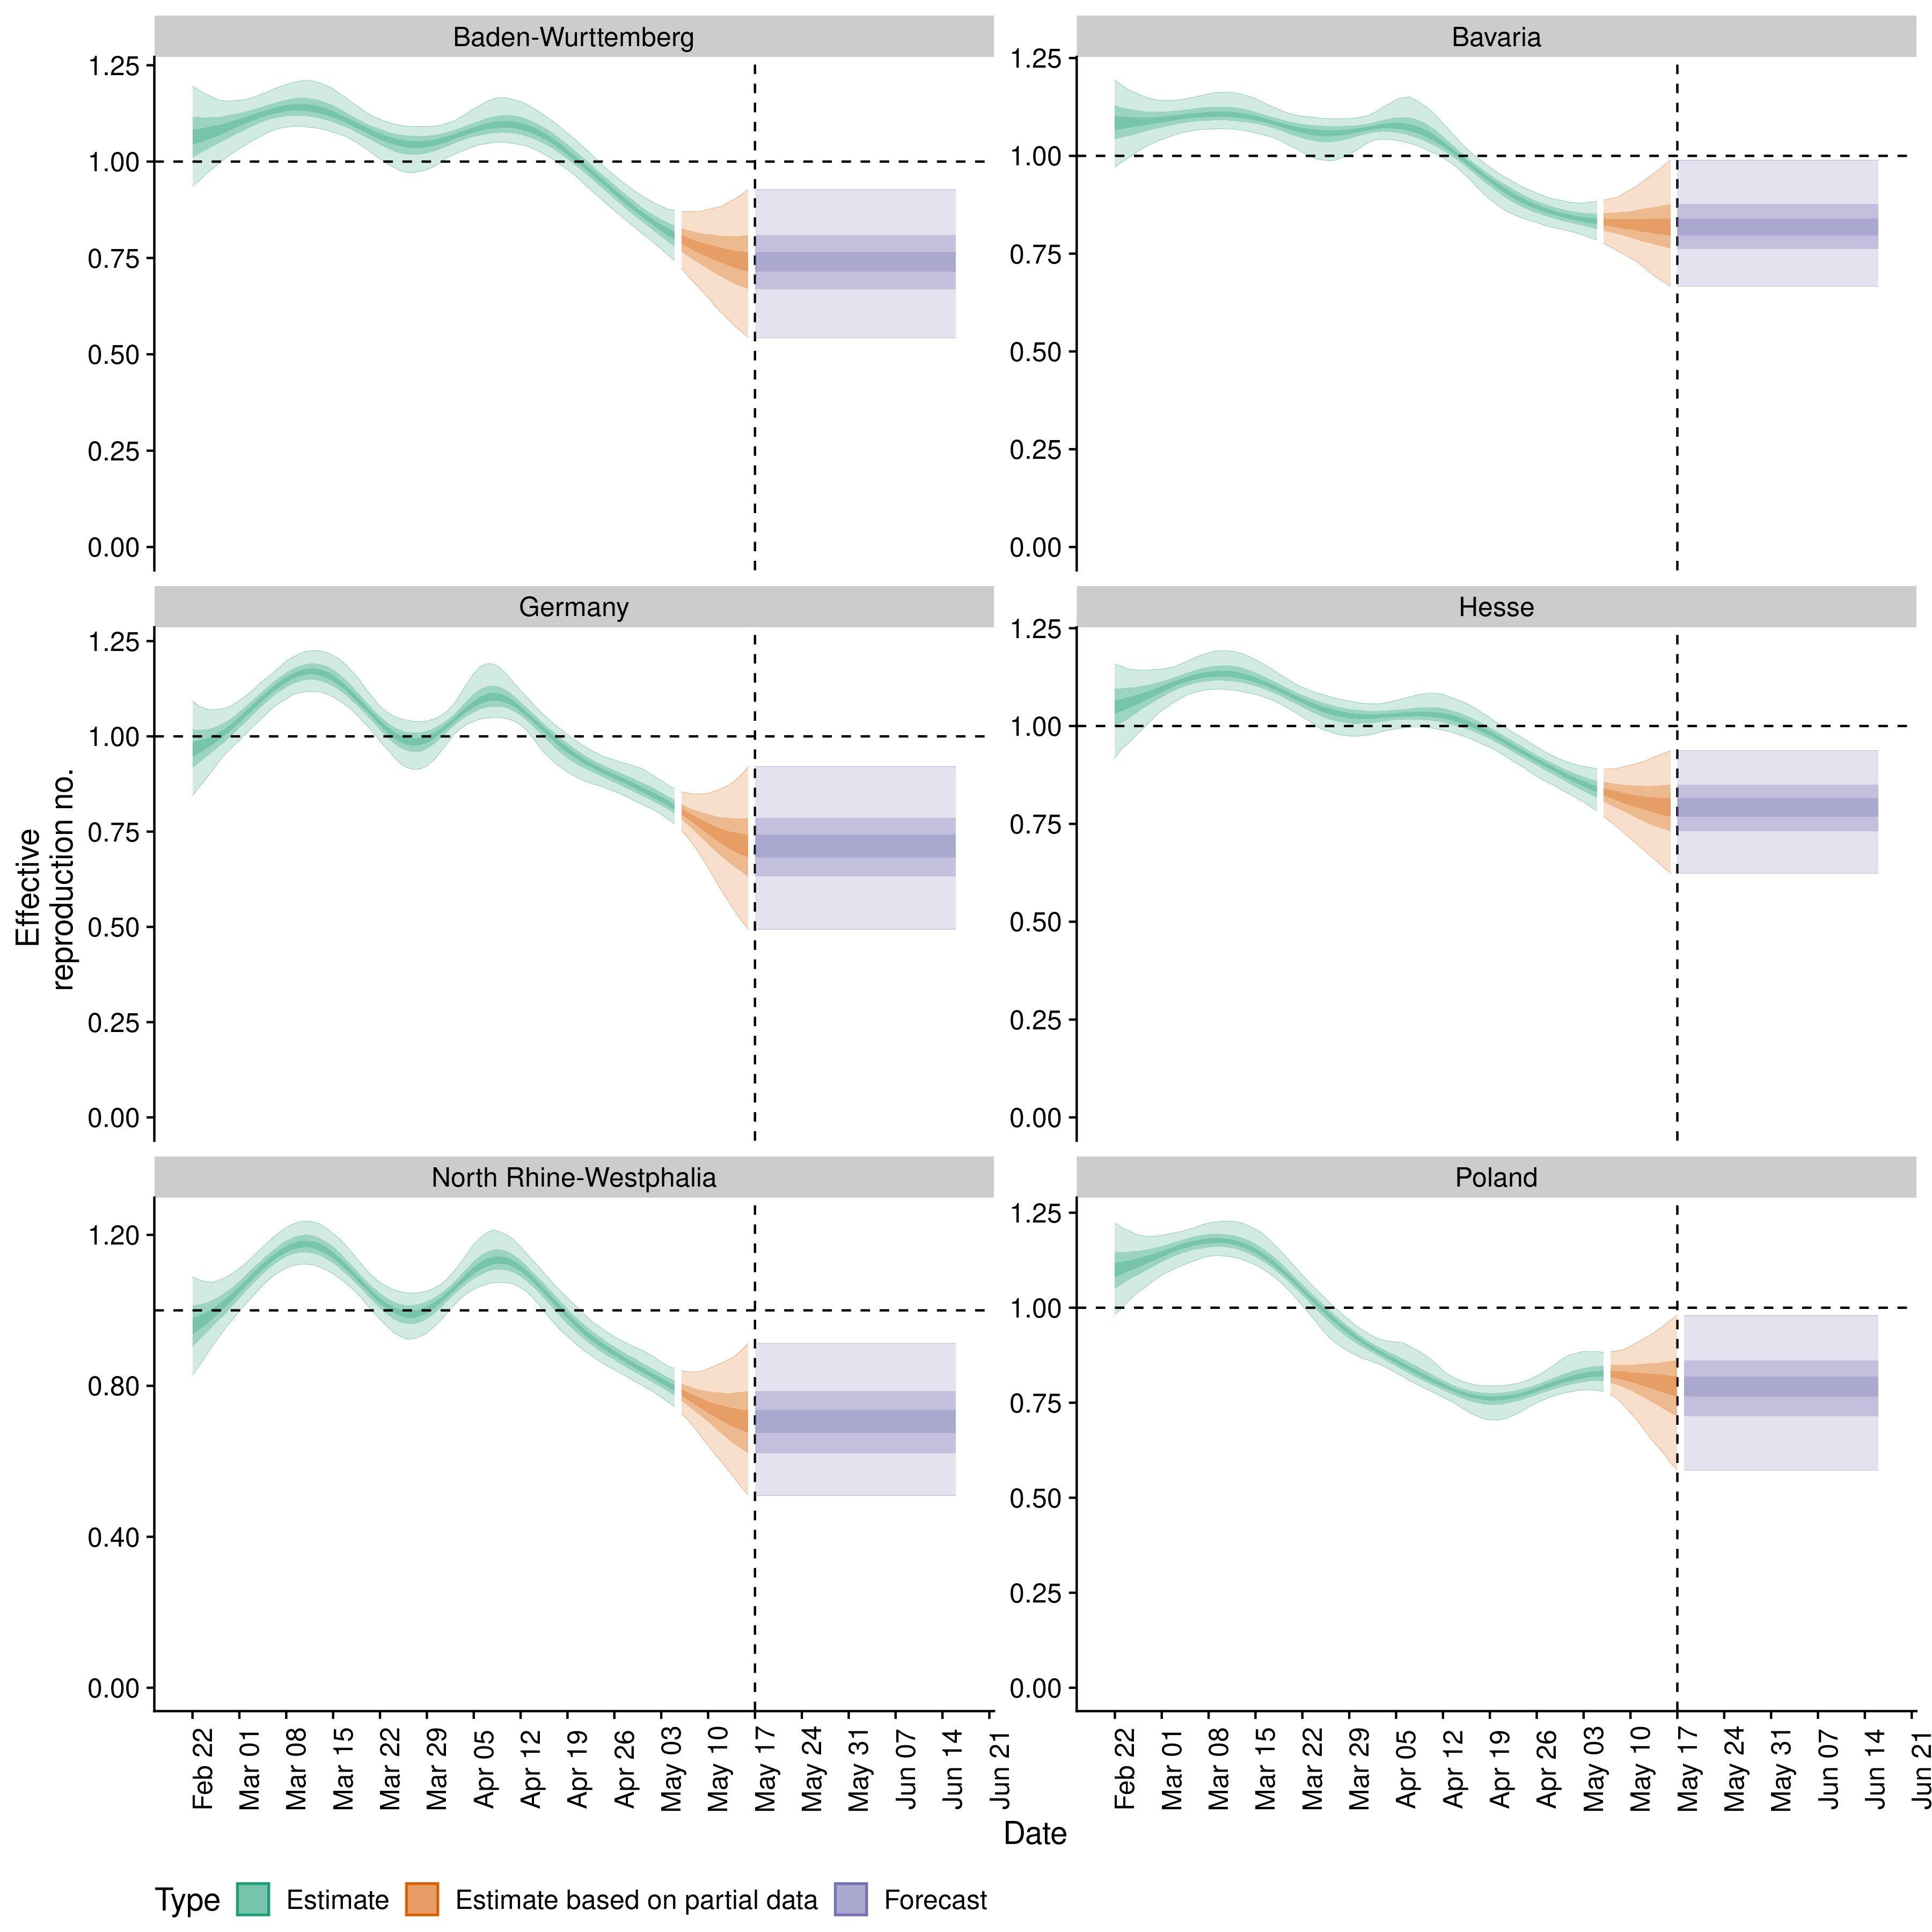 Baden-Wurttemberg
Bavaria
1.25
1.00
0.75
0.50
0.25
0.00
1.25
1.00
0.75
0.50
0.25
0.00
Germany
Hesse
1.25
1.00
0.75
0.50
0.25
0.00
1.25
1.00
0.75
0.50
0.25
0.00
Effective
reproduction no.
North Rhine-Westphalia
Poland
1.20
0.80
0.40
0.00
1.25
1.00
0.75
0.50
0.25
0.00
Feb 22
Mar 01
Mar 08
Mar 15
Mar 22
Mar 29
Apr 05
Apr 12
Apr 19
Apr 26
May 03
May 10
May 17
May 24
May 31
Jun 07
Jun 14
Jun 21
Feb 22
Mar 01
Mar 08
Mar 15
Mar 22
Mar 29
Apr 05
Apr 12
Apr 19
Apr 26
May 03
May 10
May 17
May 24
May 31
Jun 07
Jun 14
Jun 21
Date
Type Estimate Estimate based on partial data Forecast